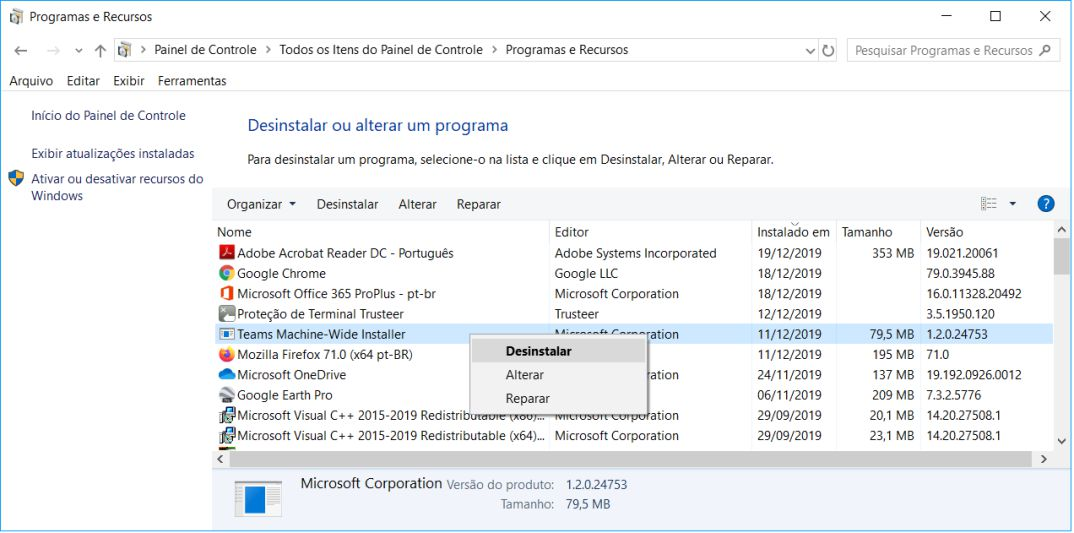 Programas e Recursos
Painel de Controle > Todos os Itens do Painel de Controle > Programas e Recursos
Pesquisar Programas e Recursos
Arquivo Editar Exibir Ferramentas
Início do Painel de Controle
Exibir atualizações instaladas
Ativar ou desativar recursos do
Windows
Desinstalar ou alterar um programa
Para desinstalar um programa, selecione-o na lista e clique em Desinstalar, Alterar ou Reparar.
Organizar Desinstalar Alterar Reparar ?
Nome Editor Instalado em Tamanho Versão
Adobe Acrobat Reader DC - Português Adobe Systems Incorporated 19/12/2019 353 MB 19.021.20061
Google Chrome Google LLC 18/12/2019 79.0.3945.88
Microsoft Office 365 ProPlus - pt-br Microsoft Corporation 18/12/2019 16.0.11328.20492
Proteção de Terminal Trusteer Trusteer 12/12/2019 3.5.1950.120
Teams Machine-Wide Installer Microsoft Corporation 11/12/2019 79,5 MB 1.2.0.24753
Mozilla Firefox 71.0 (x64 pt-BR) 11/12/2019 195 MB 71.0
Microsoft OneDrive rporation 24/11/2019 137 MB 19.192.0926.0012
Google Earth Pro 06/11/2019 209 MB 7.3.2.5776
Microsoft Visual C++ 2015-2019 Redistributable (x86)... Microsoft Corporation 29/09/2019 20,1 MB 14.20.27508.1
Microsoft Visual C++ 2015-2019 Redistributable (x64)... Microsoft Corporation 29/09/2019 23,1 MB 14.20.27508.1
Desinstalar
Alterar
Reparar
Microsoft Corporation Versão do produto: 1.2.0.24753
Tamanho: 79,5 MB